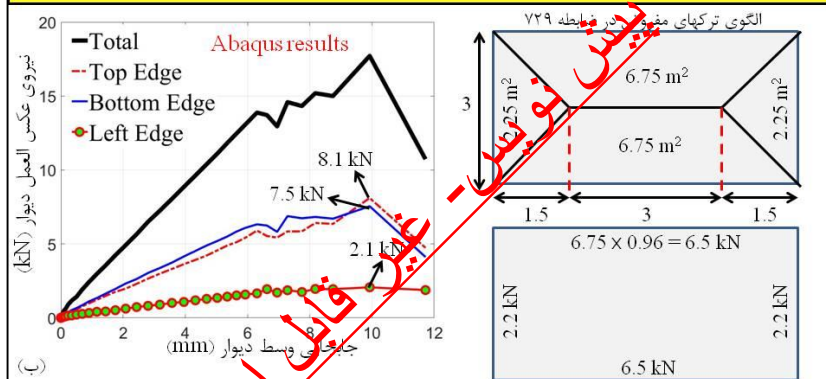 20
15
10
5
0
Total
Top Edge
Bottom Edge
Left Edge
Abaqus results
8.1 kN
7.5 kN
2.1 kN
0 2 4 6 8 10 12
نیروی عکس العمل دیوار (kN)
جابجائی وسط دیوار (mm)
(ب)
الگوی ترکهای مفروض در ضابطه ۷۲۹
3
6.75 m²
2.25 m²
2.25 m²
6.75 m²
1.5 3 1.5
6.75 x 0.96 = 6.5 kN
2.2 kN
2.2 kN
6.5 kN
پیش نویس- غیر قابل